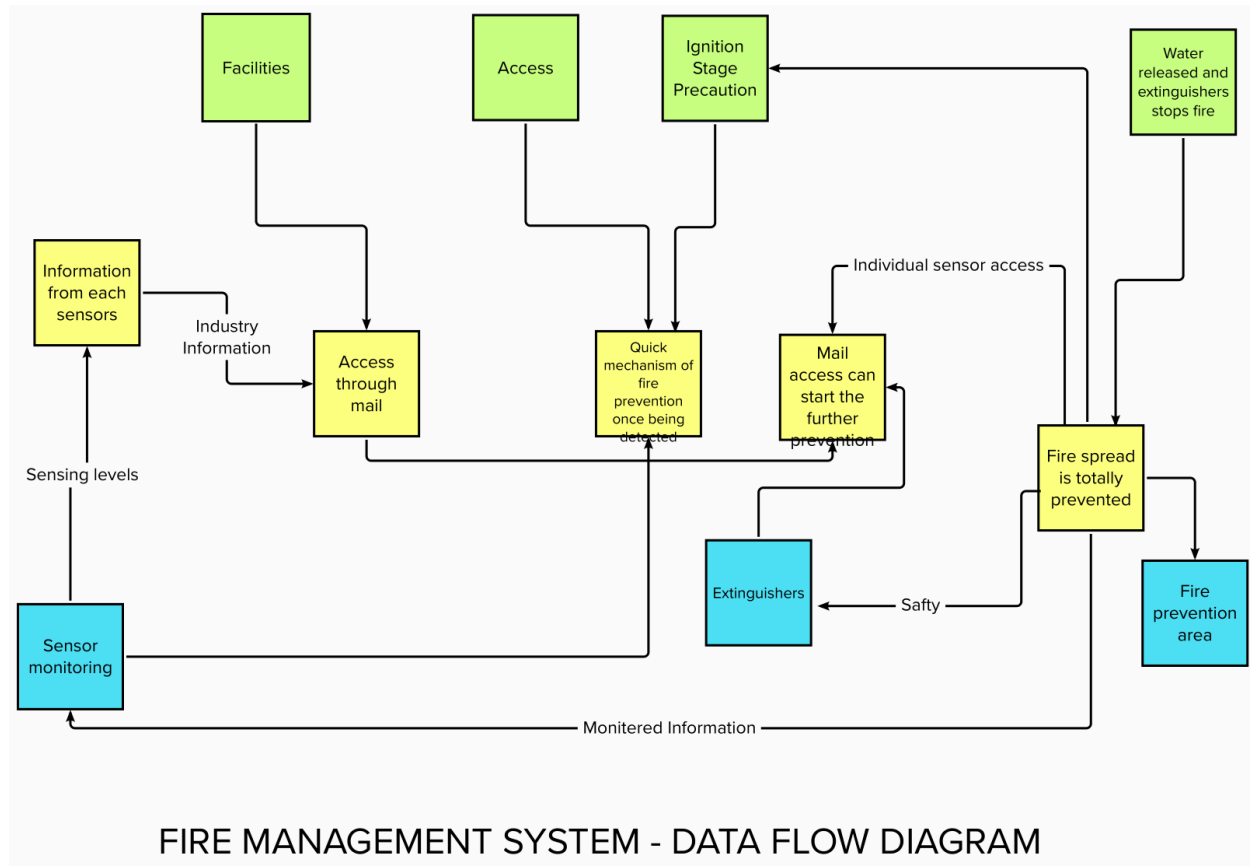 Facilities
Access
Ignition
Stage
Precaution
Water
released and
extinguishers
stops fire
Information
from each
sensors
Industry
Information
Access
through
mail
Quick
mechanism of
fire
prevention
once being
detected
Individual sensor access
Mail
access can
start the
further
prevention
Fire spread
is totally
prevented
Sensing levels
Sensor
monitoring
Extinguishers
Safty
Fire
prevention
area
Monitered Information
FIRE MANAGEMENT SYSTEM - DATA FLOW DIAGRAM